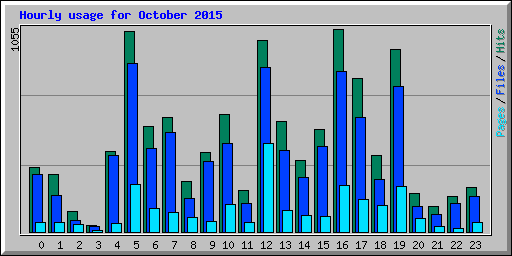 Hourly usage for October 2015
1055
Pages / Files / Hits
0 1 2 3 4 5 6 7 8 9 10 11 12 13 14 15 16 17 18 19 20 21 22 23